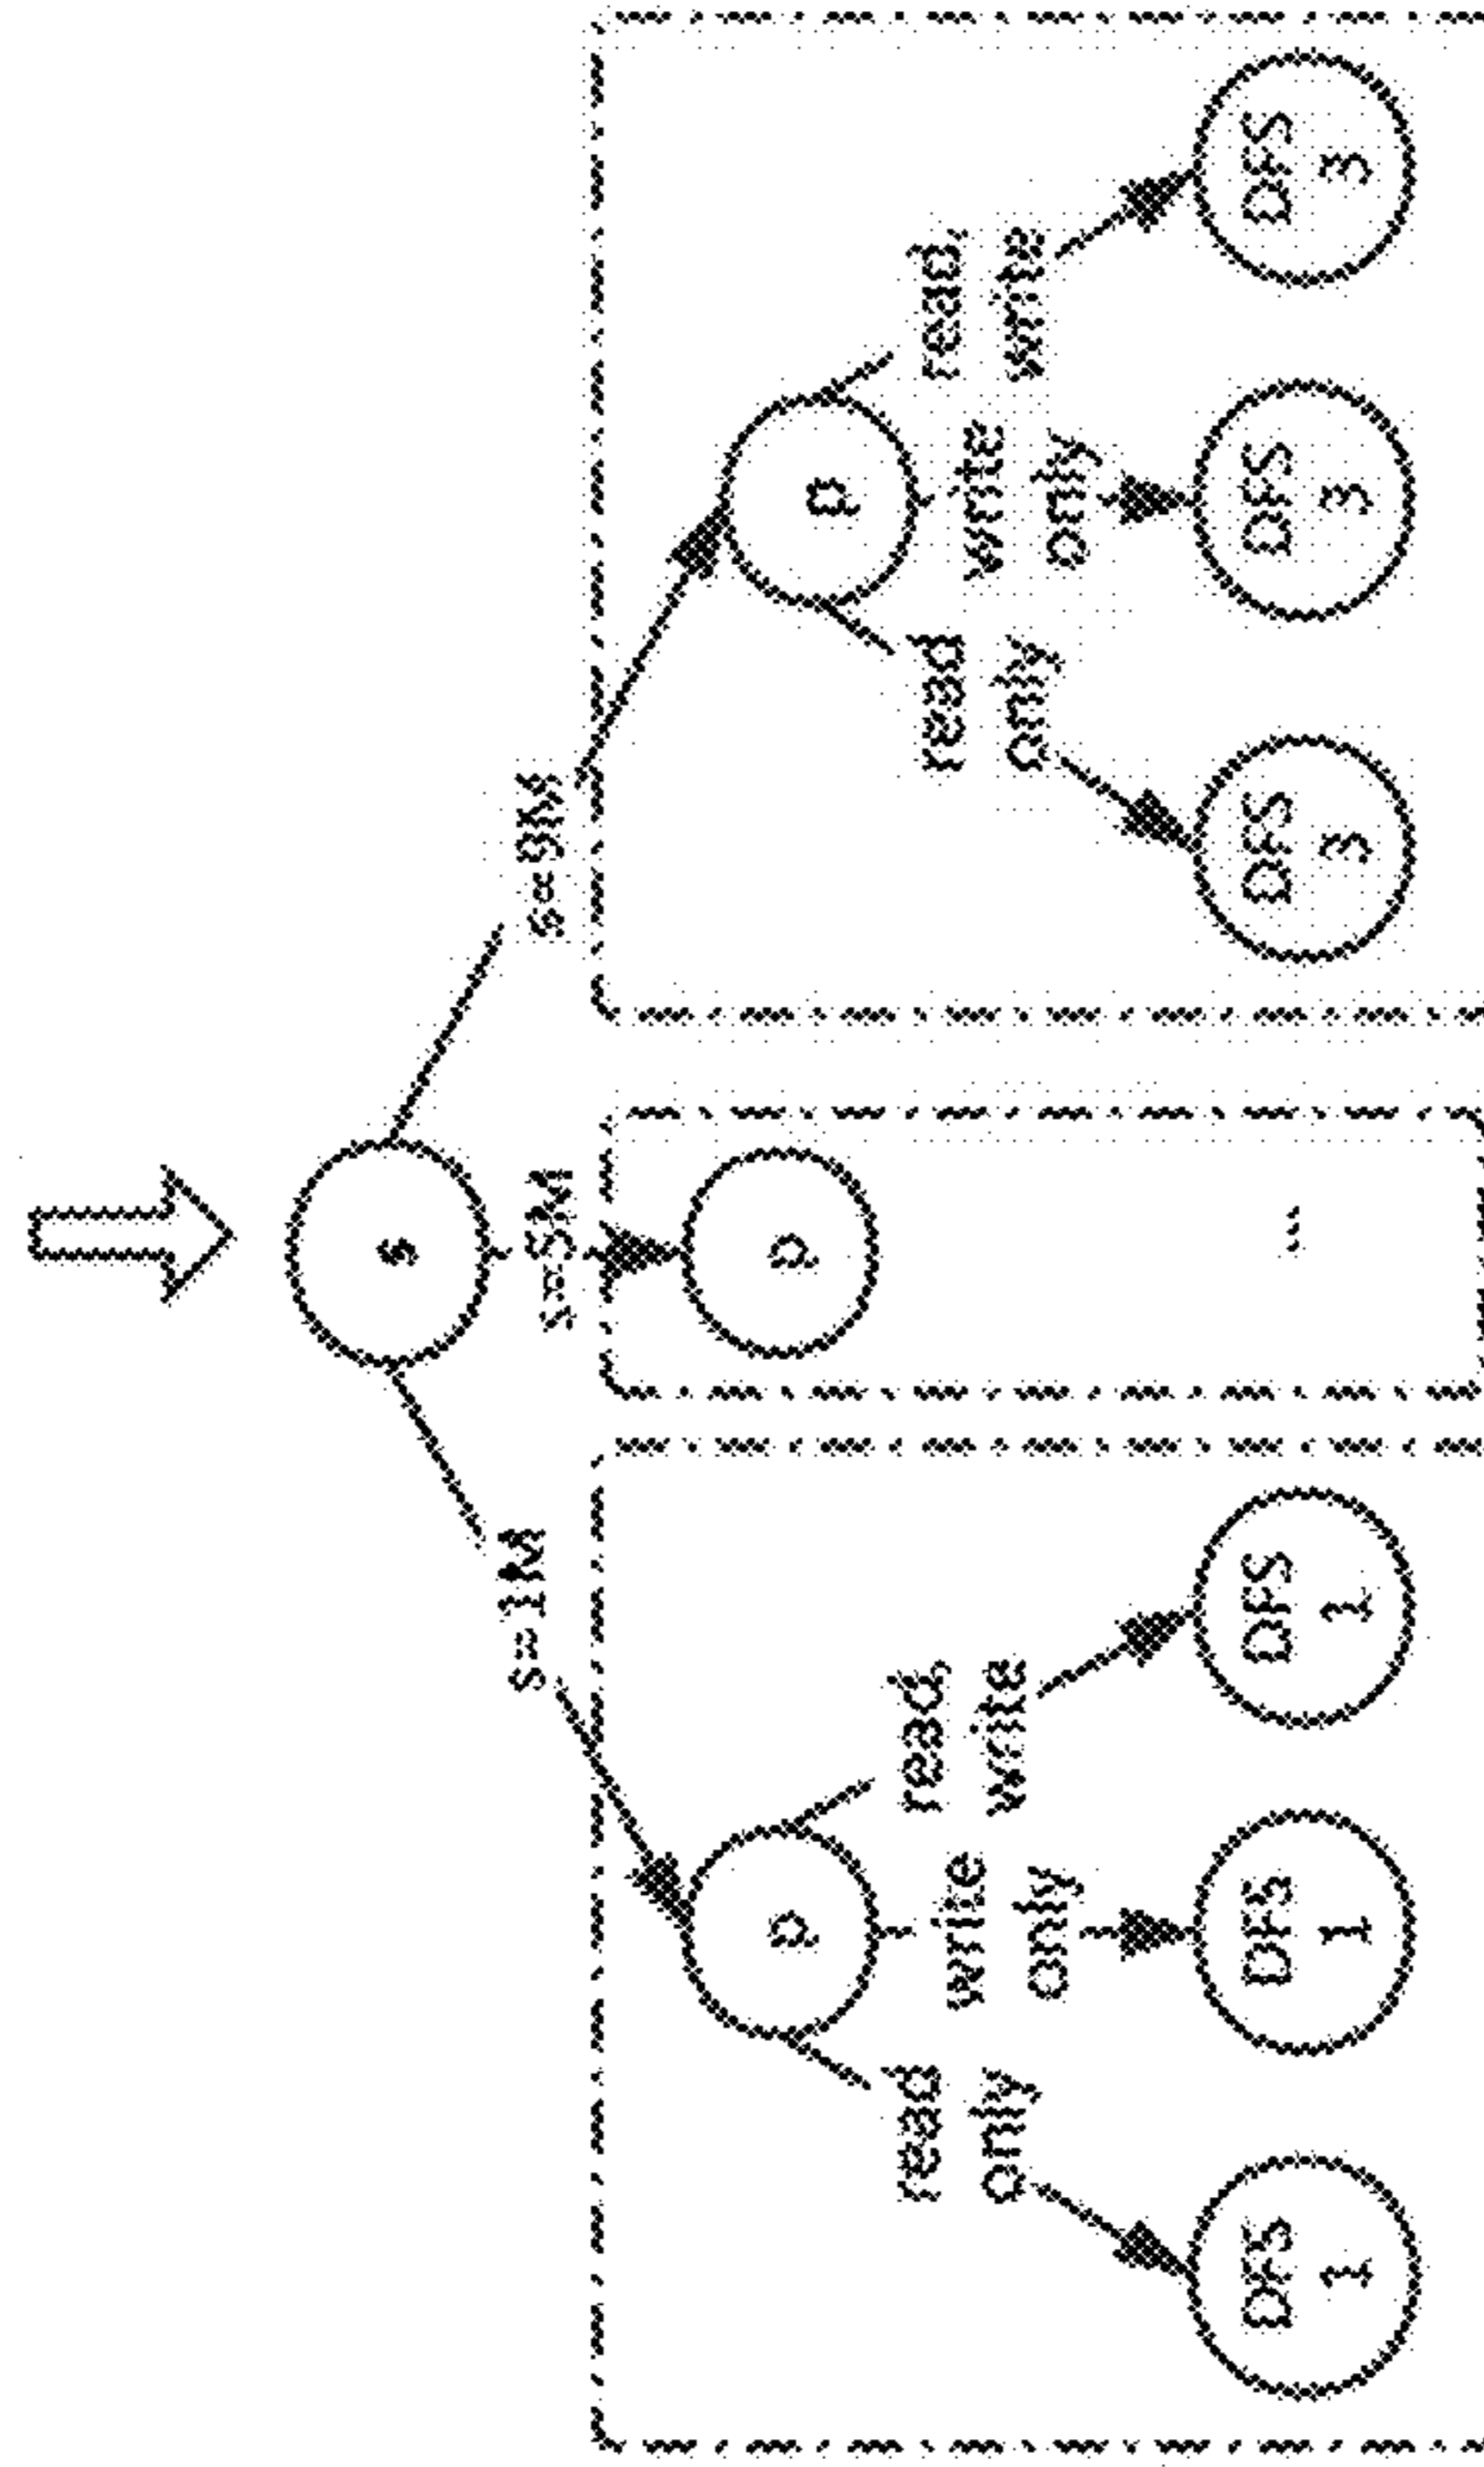 s
s=1M
s=5M
s=9M
p
p
p
read
only
write
only
read,
write
read
only
write
only
read,
write
DFS
1
DFS
1
DFS
1
...
DFS
3
DFS
3
DFS
3